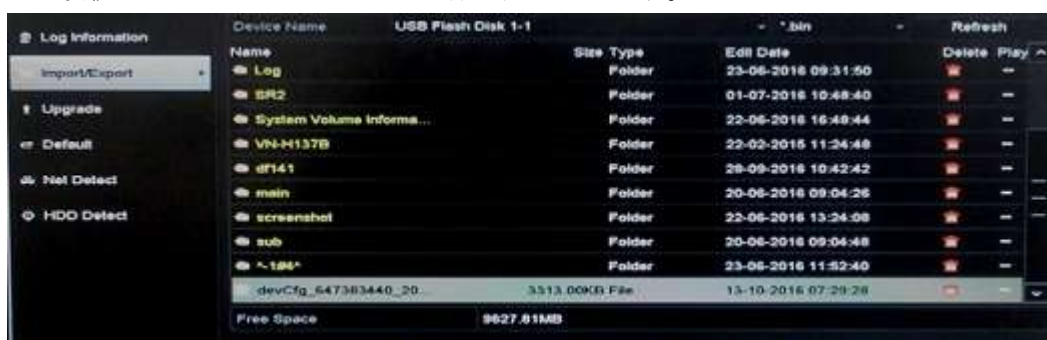 Device Name USB Flash Disk 1-1 *.bin Refresh
Log Information
Import/Export
Upgrade
Default
Net Detect
HDD Detect
Name Size Type Edit Date Delete Play
Log Folder 23-06-2016 09:31:50
SR2 Folder 01-07-2016 10:48:40
System Volume Informa... Folder 22-06-2016 16:48:44
VN-H137B Folder 22-02-2015 11:24:48
df141 Folder 28-09-2016 10:42:42
main Folder 20-06-2016 09:04:26
screenshot Folder 22-06-2016 13:24:08
sub Folder 20-06-2016 09:04:48
^-1@4^ Folder 23-06-2016 11:52:40
devCfg_647383440_20... 3313.00KB File 13-10-2016 07:29:28
Free Space 9627.81MB